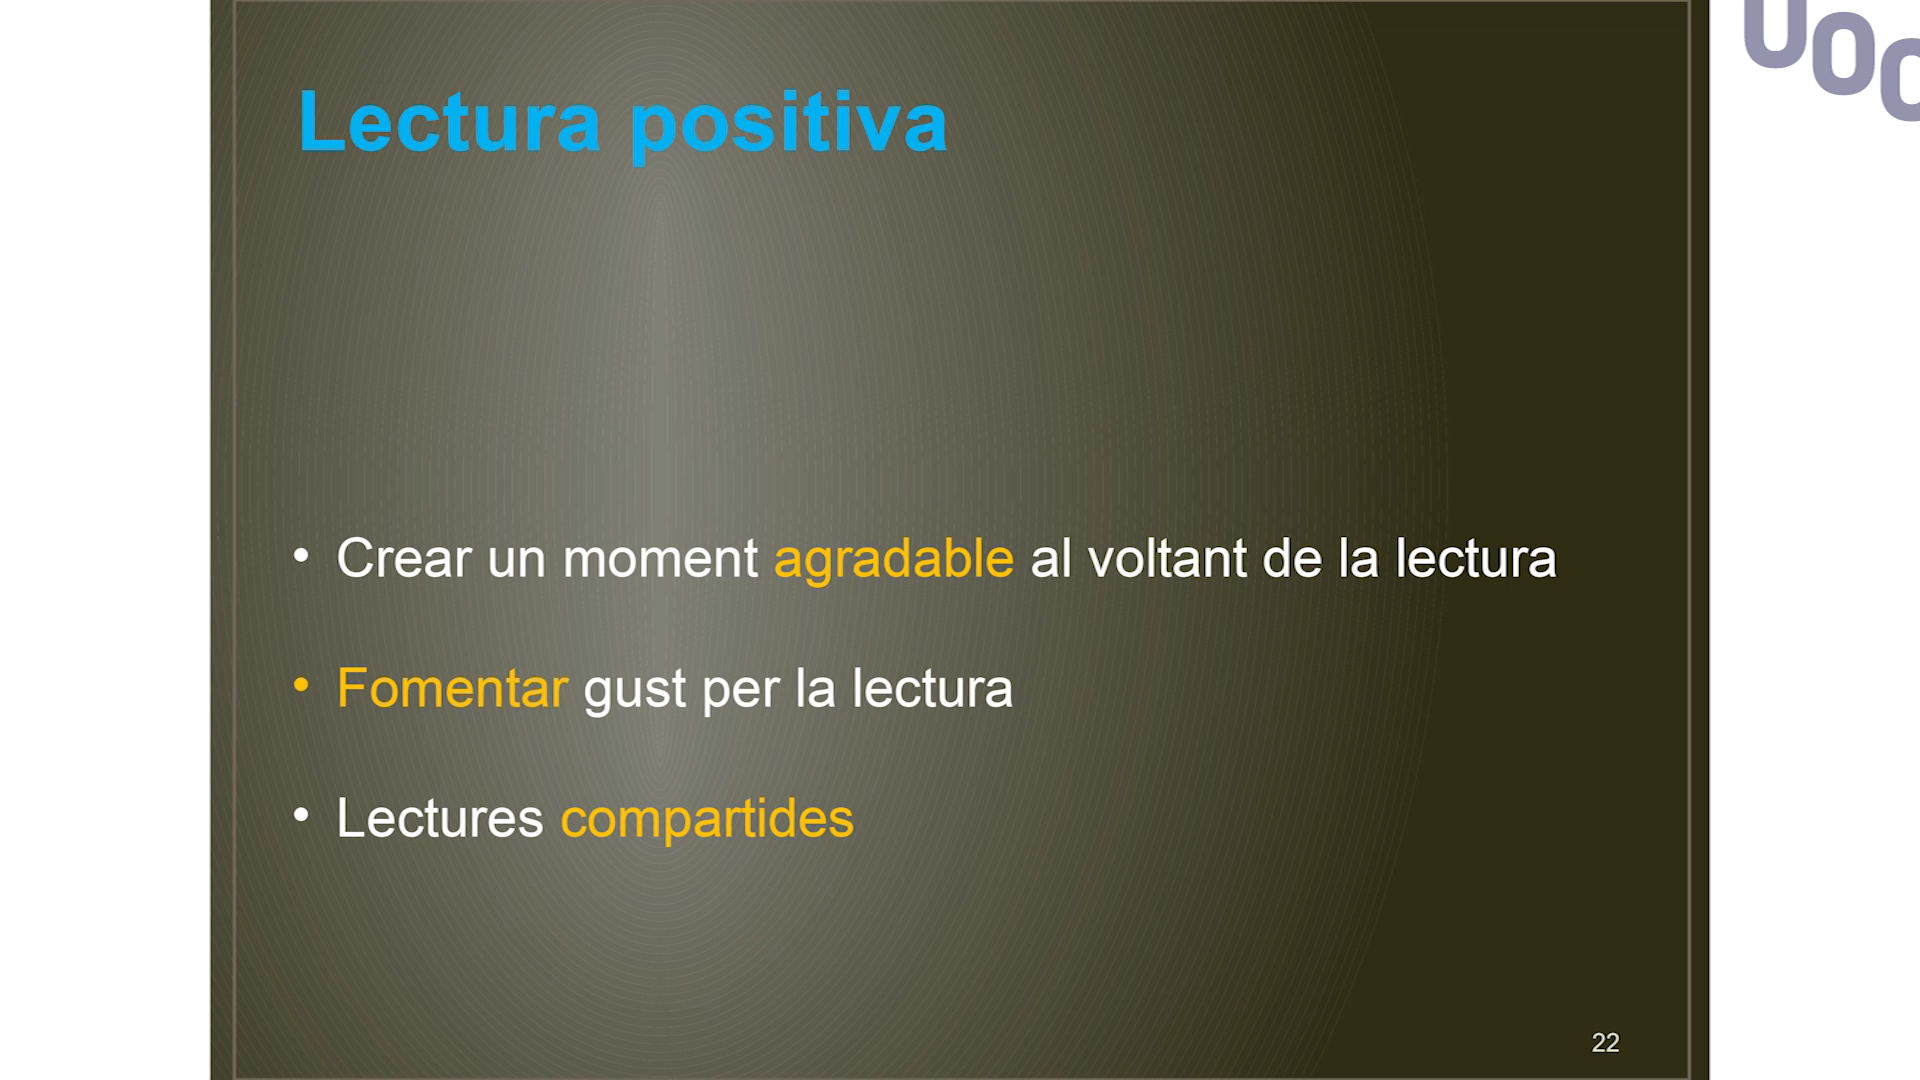 UOC
Lectura positiva
• Crear un moment agradable al voltant de la lectura
• Fomentar gust per la lectura
• Lectures compartides
22